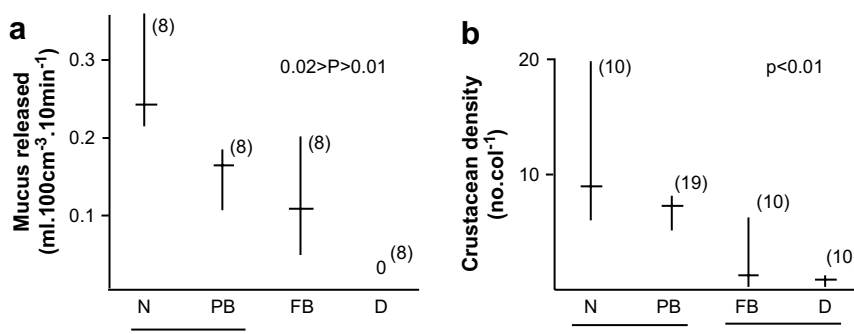 a
Mucus released
(ml.100cm⁻³.10min⁻¹)
0.3
0.2
0.1
(8)
0.02>P>0.01
(8)
(8)
0 (8)
N PB FB D
b
Crustacean density
(no.col⁻¹)
20
10
(10)
p<0.01
(19)
(10)
(10
N PB FB D